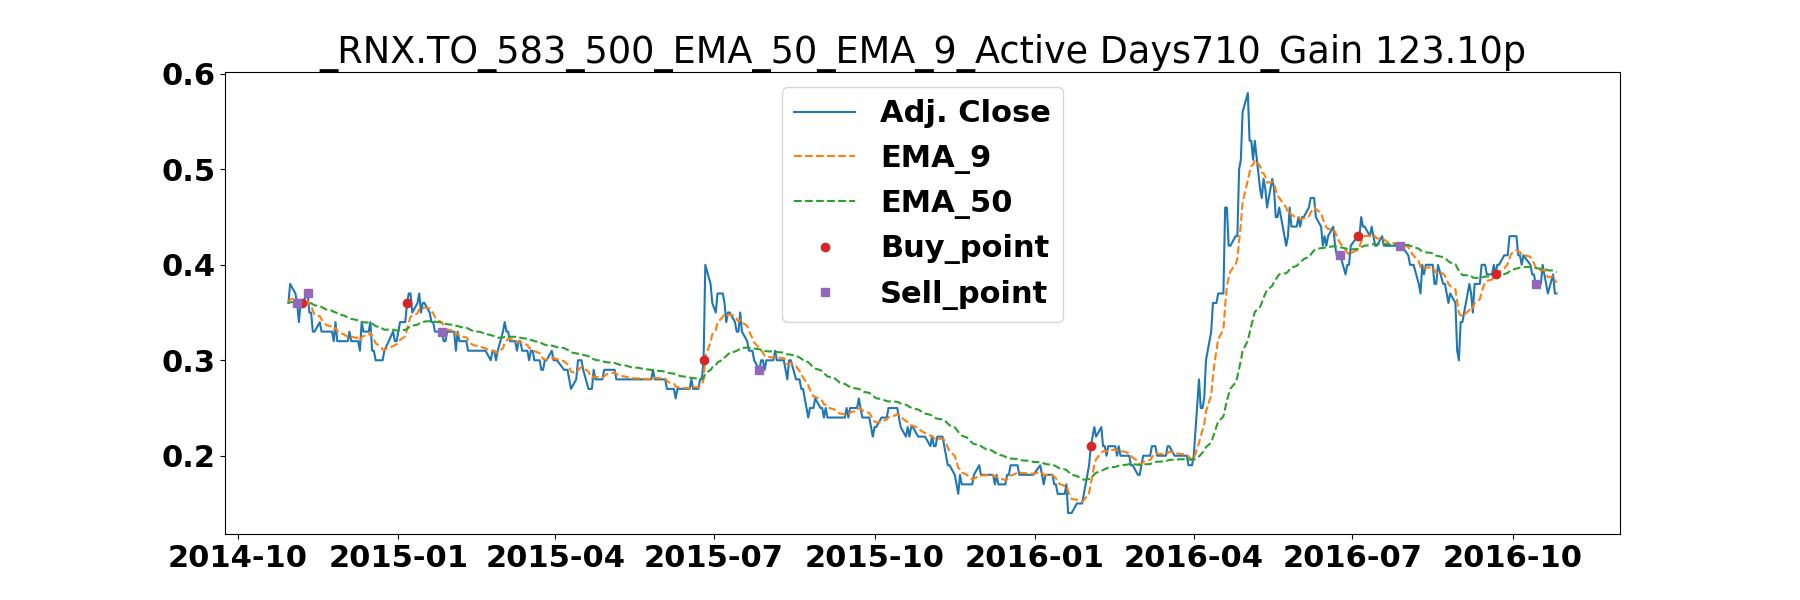 _RNX.TO_583_500_EMA_50_EMA_9_Active Days710_Gain 123.10p
0.6
0.5
0.4
0.3
0.2
Adj. Close
EMA_9
EMA_50
Buy_point
Sell_point
2014-10 2015-01 2015-04 2015-07 2015-10 2016-01 2016-04 2016-07 2016-10